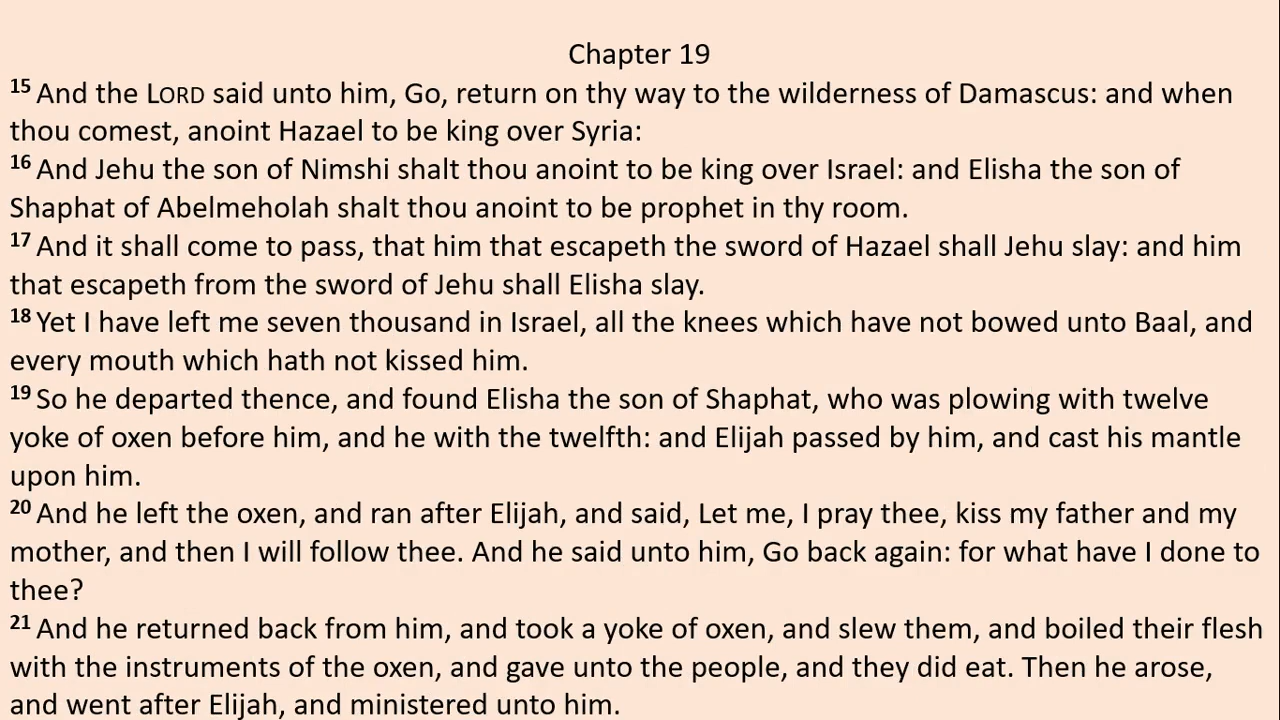 Chapter 19
15 And the LORD said unto him, Go, return on thy way to the wilderness of Damascus: and when
thou comest, anoint Hazael to be king over Syria:
16 And Jehu the son of Nimshi shalt thou anoint to be king over Israel: and Elisha the son of
Shaphat of Abelmeholah shalt thou anoint to be prophet in thy room.
17 And it shall come to pass, that him that escapeth the sword of Hazael shall Jehu slay: and him
that escapeth from the sword of Jehu shall Elisha slay.
18 Yet I have left me seven thousand in Israel, all the knees which have not bowed unto Baal, and
every mouth which hath not kissed him.
19 So he departed thence, and found Elisha the son of Shaphat, who was plowing with twelve
yoke of oxen before him, and he with the twelfth: and Elijah passed by him, and cast his mantle
upon him.
20 And he left the oxen, and ran after Elijah, and said, Let me, I pray thee, kiss my father and my
mother, and then I will follow thee. And he said unto him, Go back again: for what have I done to
thee?
21 And he returned back from him, and took a yoke of oxen, and slew them, and boiled their flesh
with the instruments of the oxen, and gave unto the people, and they did eat. Then he arose,
and went after Elijah, and ministered unto him.